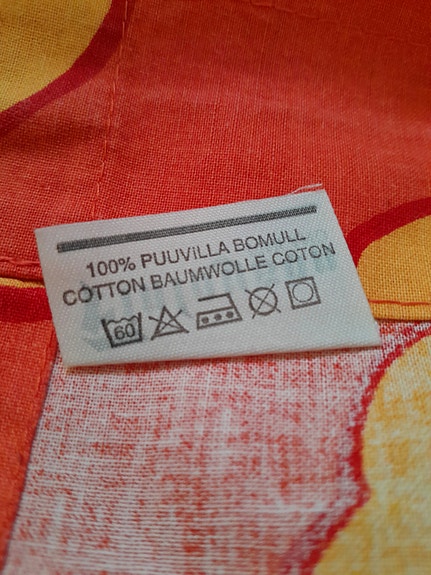 100% PUUVILLA BOMULL
COTTON BAUMWOLLE COTON
60